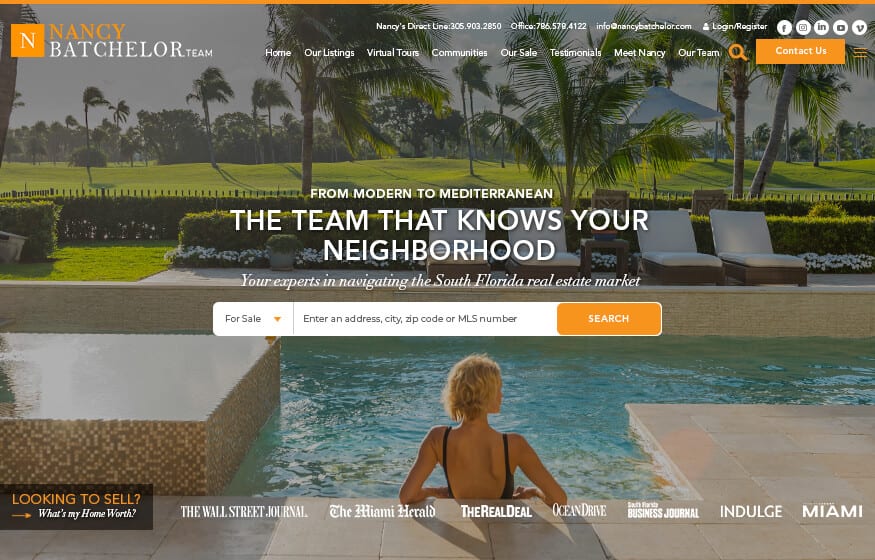 NANCY
BATCHELOR.TEAM
N
Nancy's Direct Line:305.903.2850 Office:786.578.4122 info@nancybatchelor.com Login/Register
Home Our Listings Virtual Tours Communities Our Sale Testimonials Meet Nancy Our Team Contact Us
FROM MODERN TO MEDITERRANEAN
THE TEAM THAT KNOWS YOUR
NEIGHBORHOOD
Your experts in navigating the South Florida real estate market
For Sale Enter an address, city, zip code or MLS number SEARCH
LOOKING TO SELL?
What's my Home Worth?
THE WALL STREET JOURNAL.
The Miami Herald
THEREALDEAL
OCEANDRIVE
South Florida
BUSINESS JOURNAL
INDULGE
MIAMI